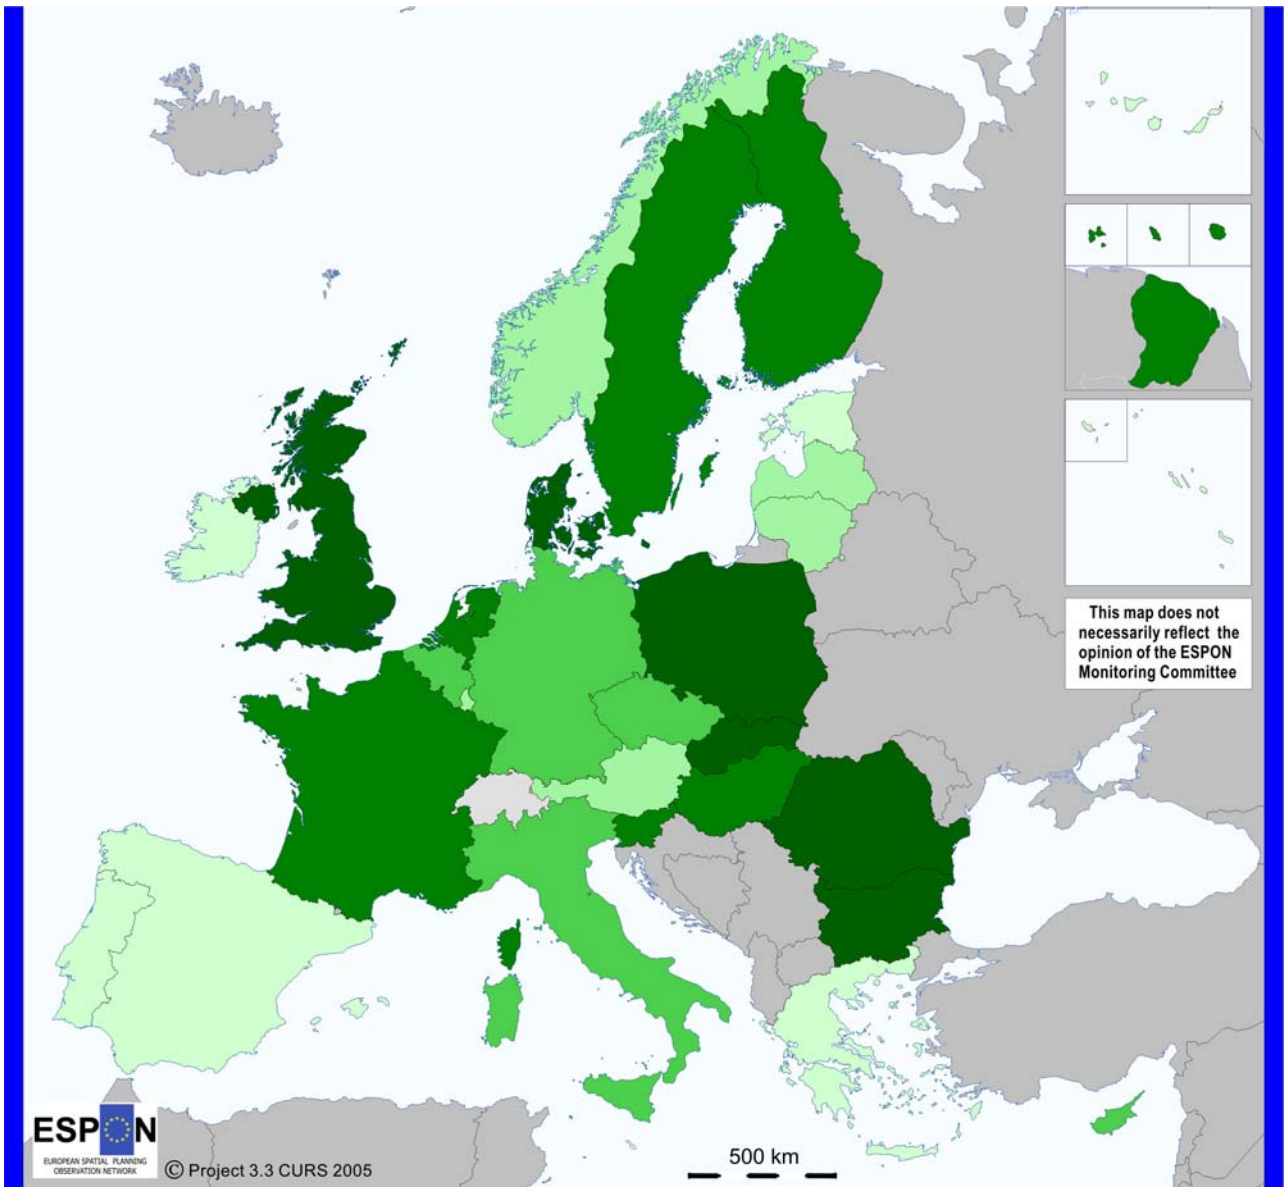 This map does not
necessarily reflect the
opinion of the ESPON
Monitoring Committee
ESPON
EUROPEAN SPATIAL PLANNING
OBSERVATION NETWORK
© Project 3.3 CURS 2005
500 km